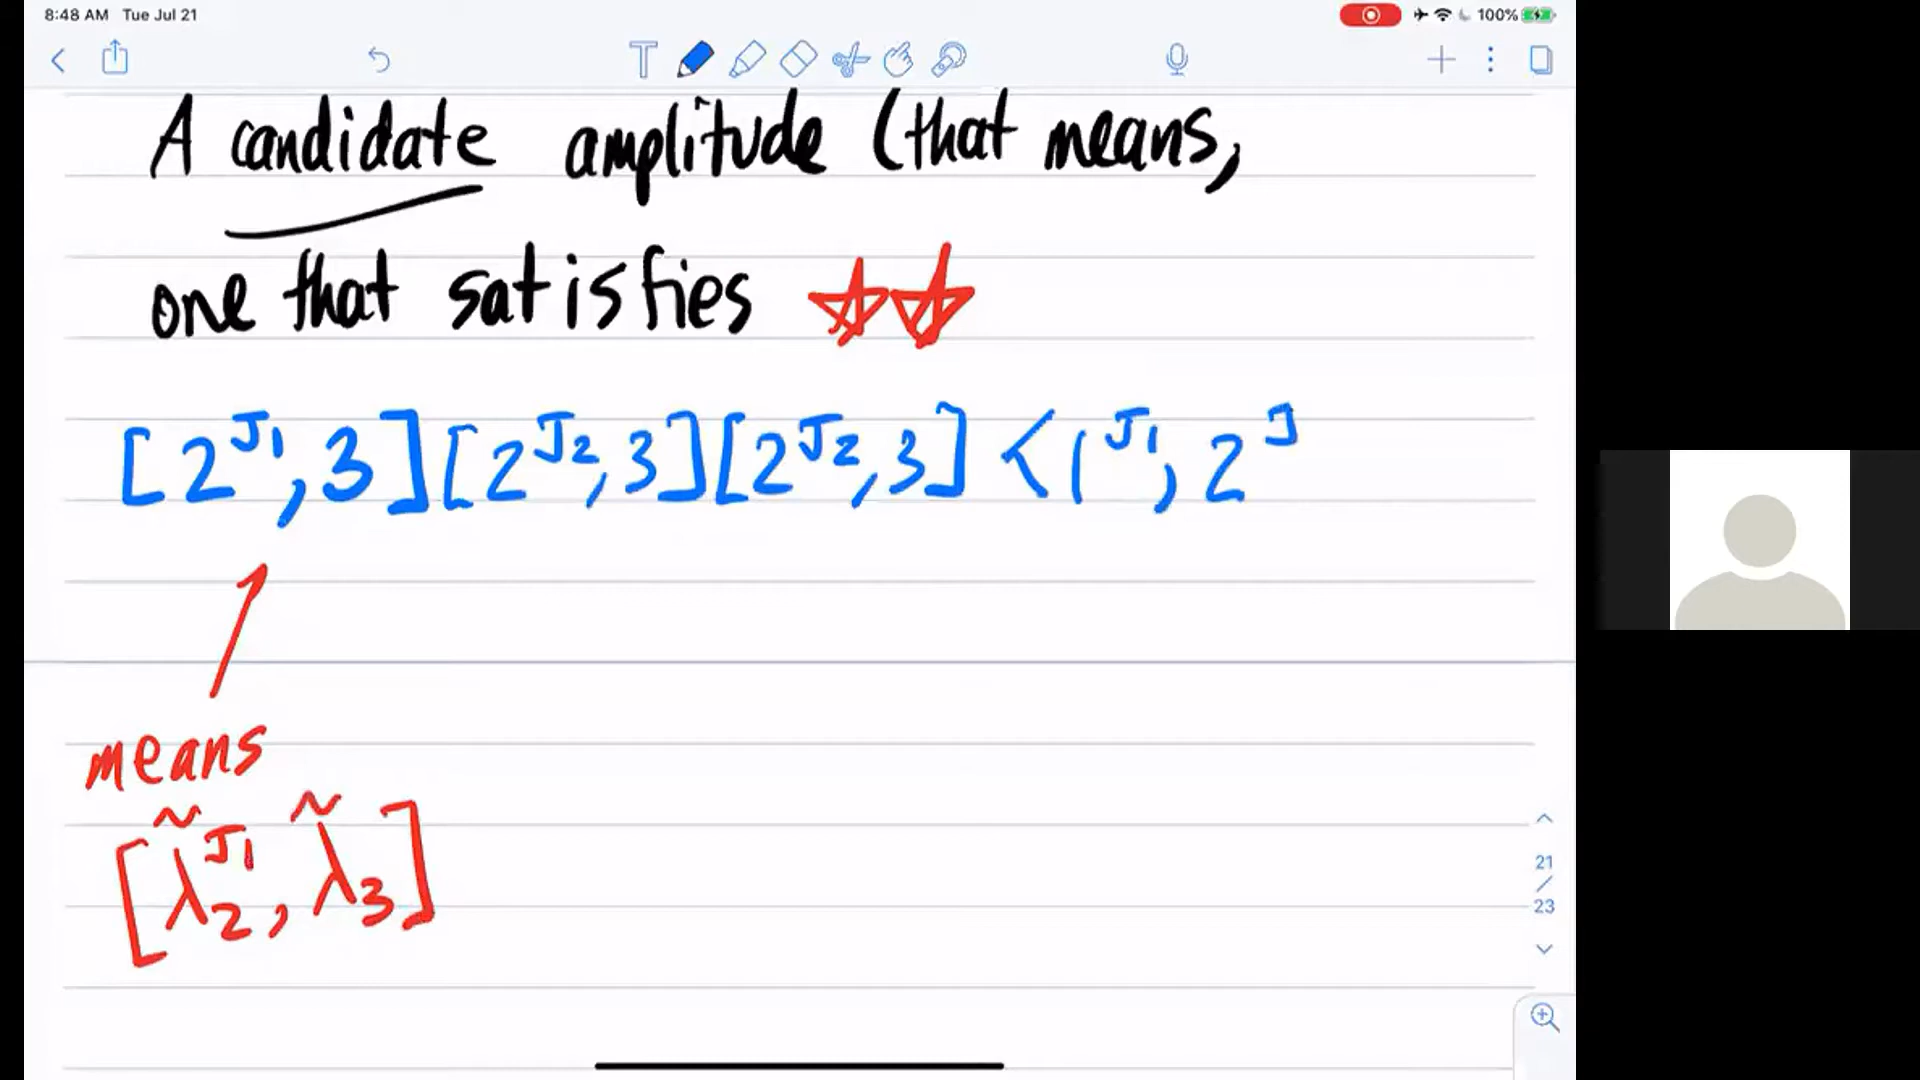 8:48 AM Tue Jul 21 100%
A candidate amplitude (that means,
one that satisfies ☆☆
[2^J1, 3][2^J2, 3][2^J2, 3] <1^J1, 2^J
means
[λ̃_2^J1, λ̃_3]
21
/
23